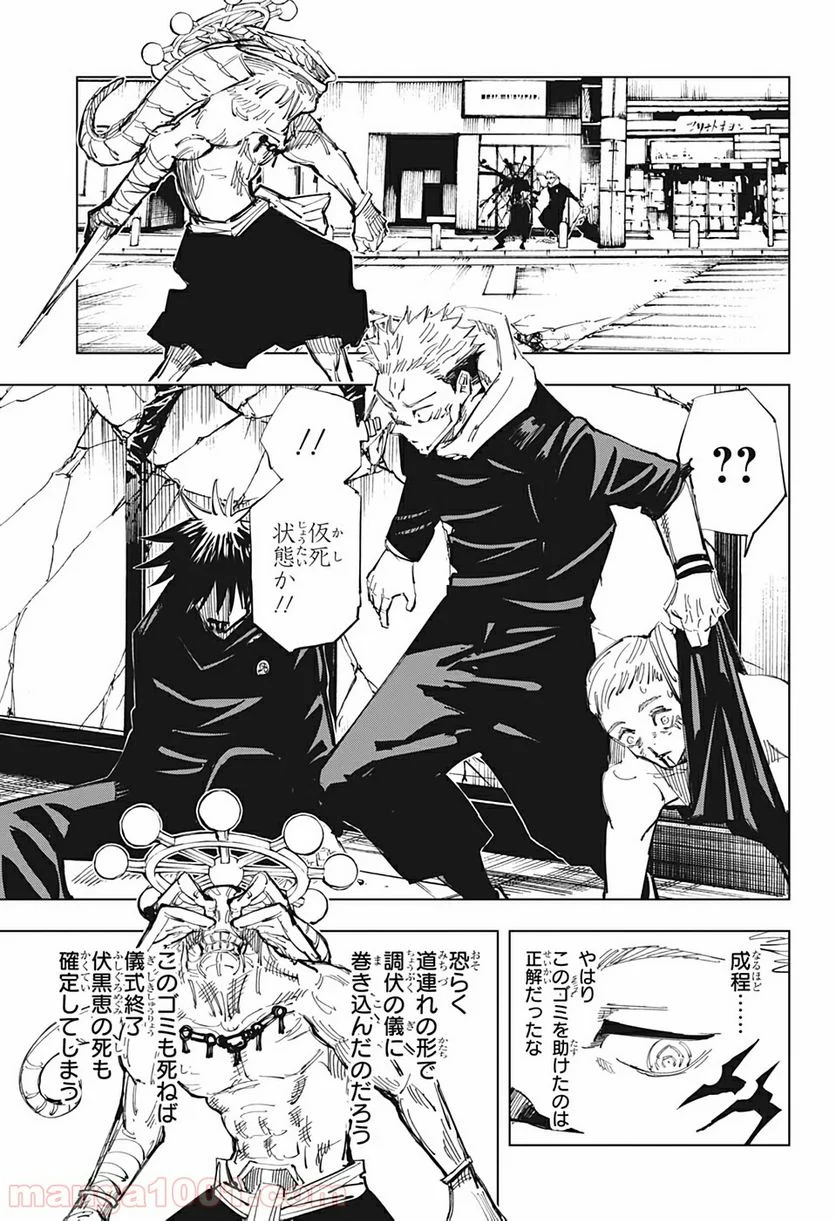 ??
!!
仮死
状態か!!
成程……
やはり
このゴミを助けたのは
正解だったな
恐らく
道連れの形で
調伏の儀に
巻き込んだのだろう
このゴミも死ねば
儀式終了
伏黒恵の死も
確定してしまう